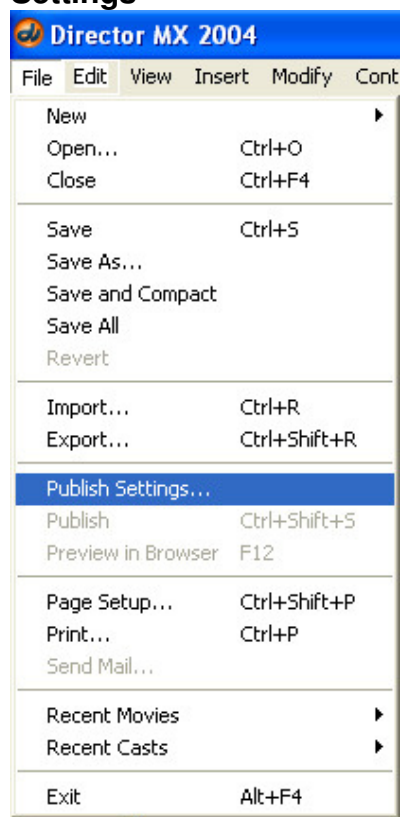 Settings
Director MX 2004
File Edit View Insert Modify Cont
New
Open... Ctrl+O
Close Ctrl+F4
Save Ctrl+S
Save As...
Save and Compact
Save All
Revert
Import... Ctrl+R
Export... Ctrl+Shift+R
Publish Settings...
Publish Ctrl+Shift+S
Preview in Browser F12
Page Setup... Ctrl+Shift+P
Print... Ctrl+P
Send Mail...
Recent Movies
Recent Casts
Exit Alt+F4